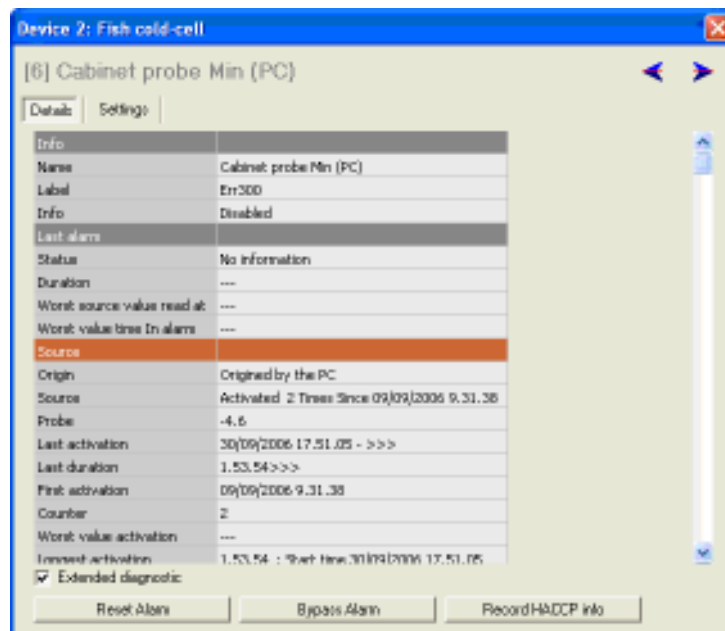 Device 2: Fish cold-cell
[6] Cabinet probe Min (PC)
Details Settings
Info
Name Cabinet probe Min (PC)
Label Err300
Info Disabled
Last alarm
Status No information
Duration ---
Worst source value read at ---
Worst value time In alarm ---
Source
Origin Origined by the PC
Source Activated 2 Times Since 09/09/2006 9.31.38
Probe -4.6
Last activation 30/09/2006 17.51.05 - >>>
Last duration 1.53.54>>>
First activation 09/09/2006 9.31.38
Counter 2
Worst value activation ---
Longest activation 1.53.54 : Start time 30/09/2006 17.51.05
Extended diagnostic
Reset Alarm Bypass Alarm Record HACCP info